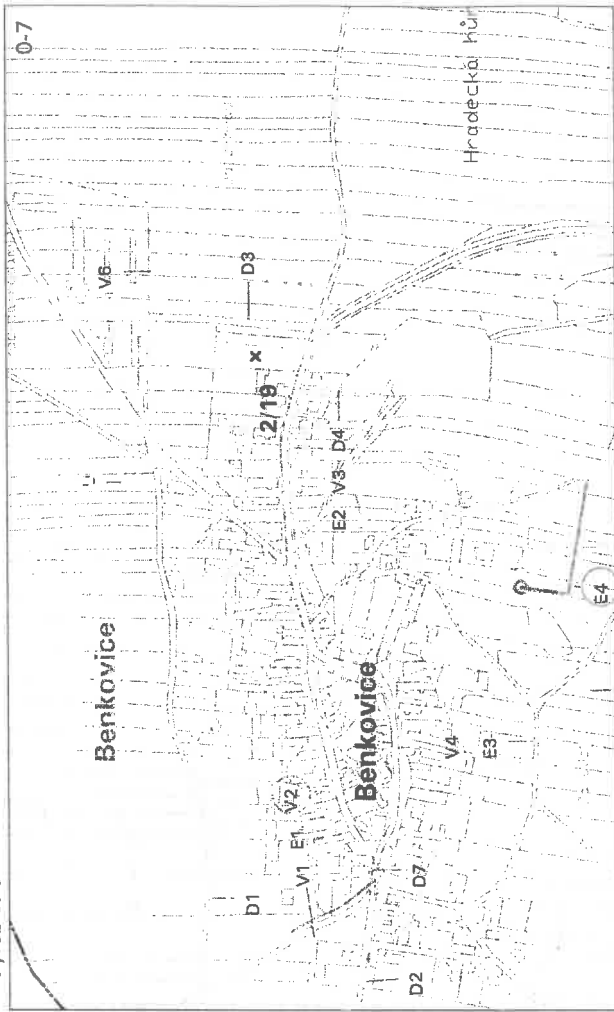 0-7
Benkovice
V6
D1
D3
x
2/19
V2
E1
V1
E2 V3 D4
Benkovice
D2
D7
V4
Hradecká hůr
E3
E4